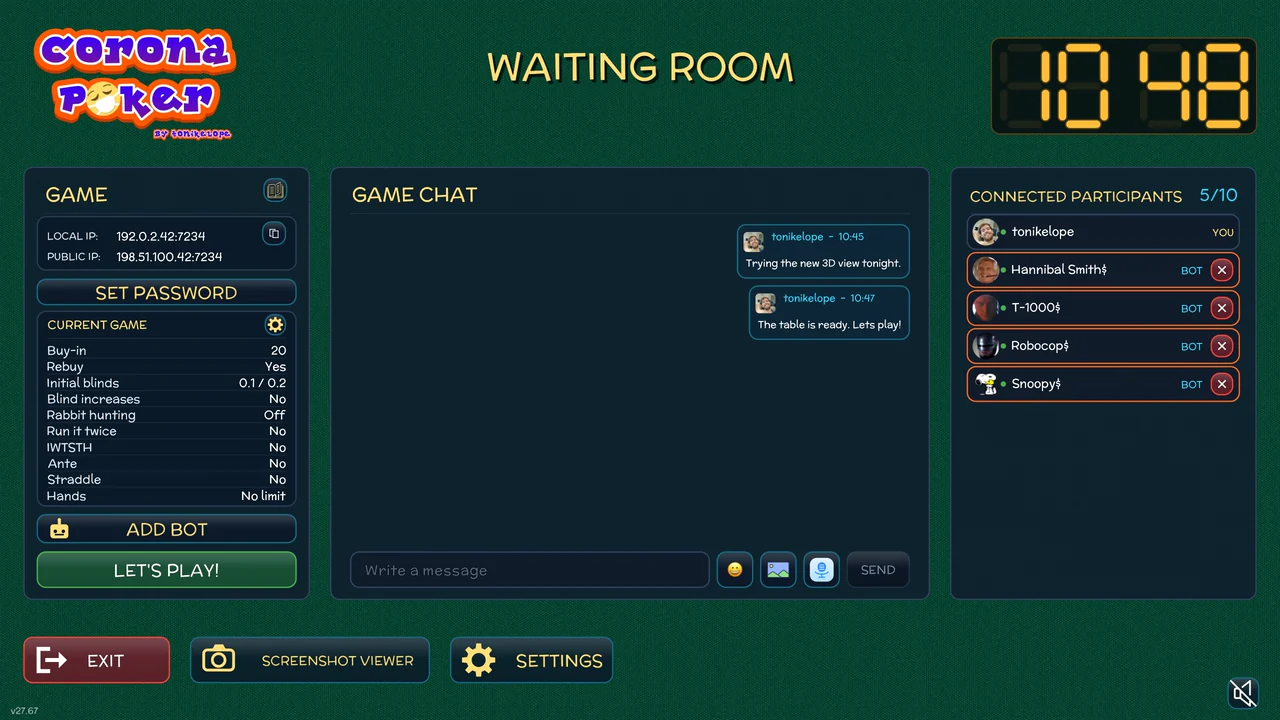 corona
poker
BY tonikelope
WAITING ROOM
10 48
GAME
LOCAL IP: 192.0.2.42:7234
PUBLIC IP: 198.51.100.42:7234
SET PASSWORD
CURRENT GAME
Buy-in 20
Rebuy Yes
Initial blinds 0.1 / 0.2
Blind increases No
Rabbit hunting Off
Run it twice No
IWTSTH No
Ante No
Straddle No
Hands No limit
ADD BOT
LET'S PLAY!
GAME CHAT
tonikelope - 10:45
Trying the new 3D view tonight.
tonikelope - 10:47
The table is ready. Lets play!
Write a message
SEND
CONNECTED PARTICIPANTS 5/10
tonikelope YOU
Hannibal Smith$ BOT
T-1000$ BOT
Robocop$ BOT
Snoopy$ BOT
EXIT
SCREENSHOT VIEWER
SETTINGS
v27.67